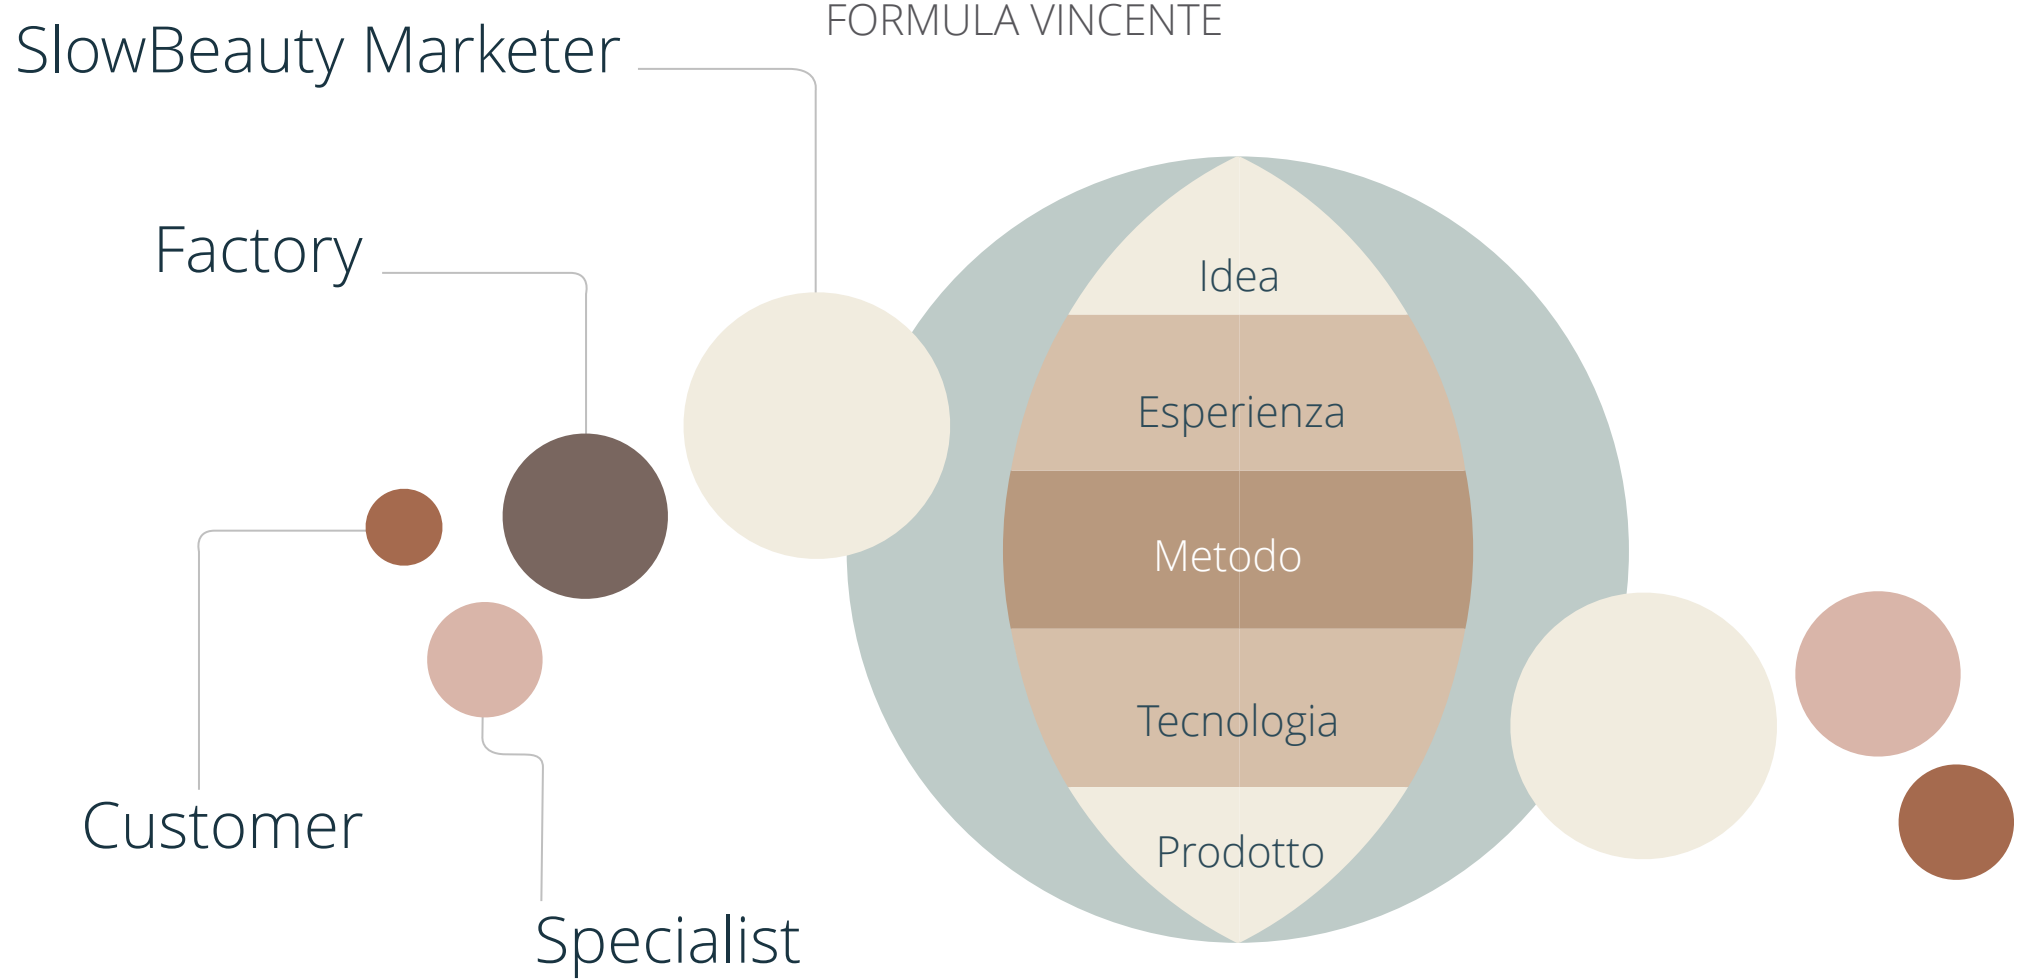 FORMULA VINCENTE
SlowBeauty Marketer
Factory
Customer
Specialist
Idea
Esperienza
Metodo
Tecnologia
Prodotto